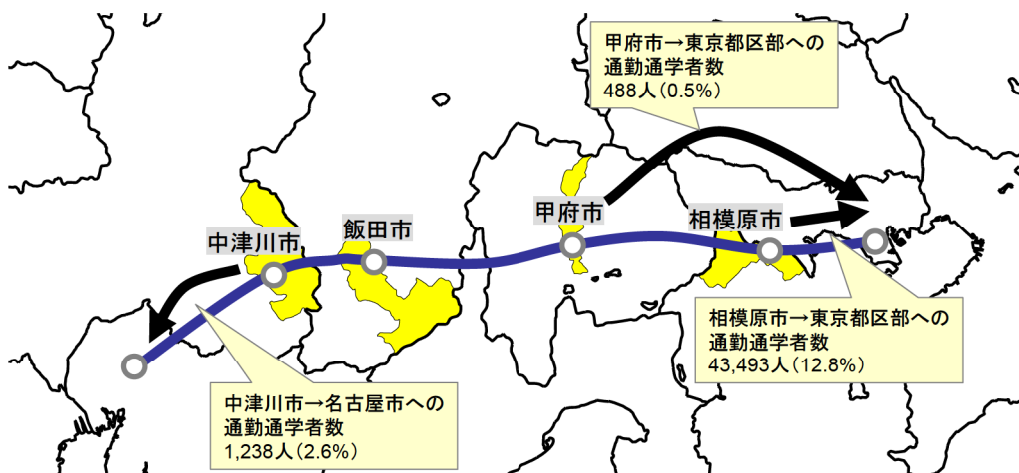 甲府市→東京都区部への
通勤通学者数
488人(0.5%)
中津川市
飯田市
甲府市
相模原市
相模原市→東京都区部への
通勤通学者数
43,493人(12.8%)
中津川市→名古屋市への
通勤通学者数
1,238人(2.6%)